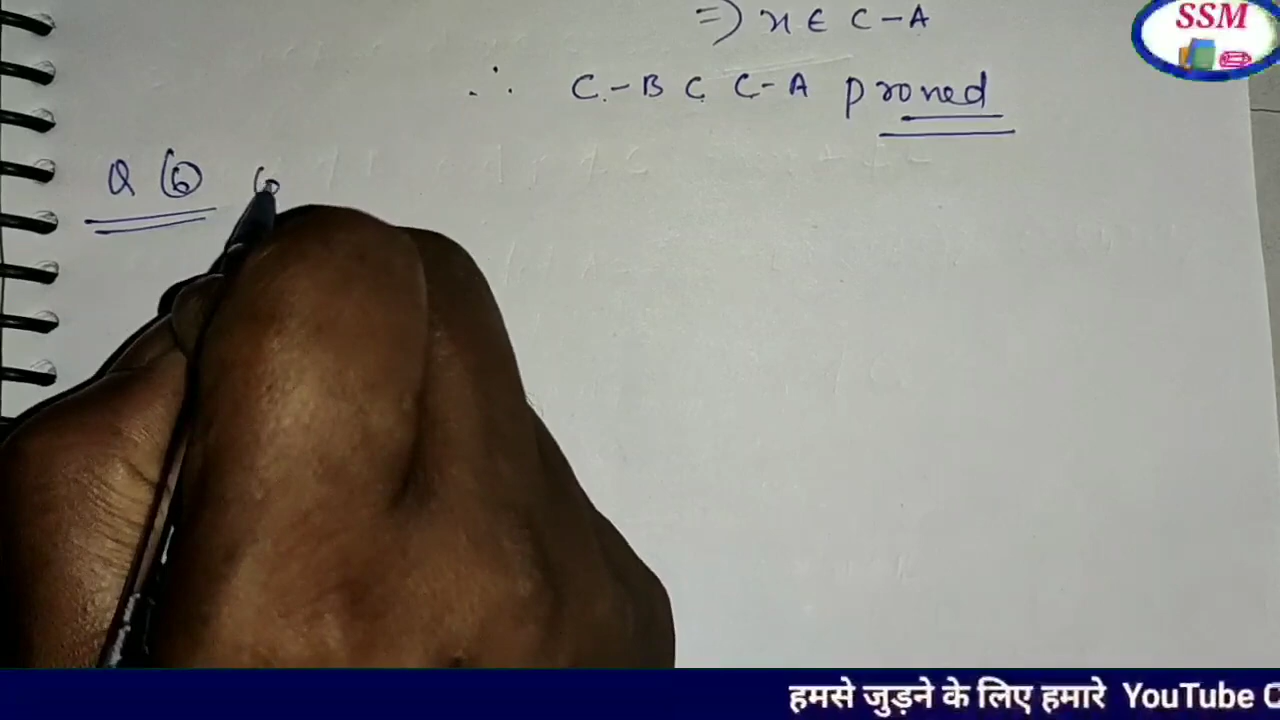 =) x ∈ C-A
SSM
∴ C-B ⊂ C-A proved
Q (6)
हमसे जुड़ने के लिए हमारे YouTube C